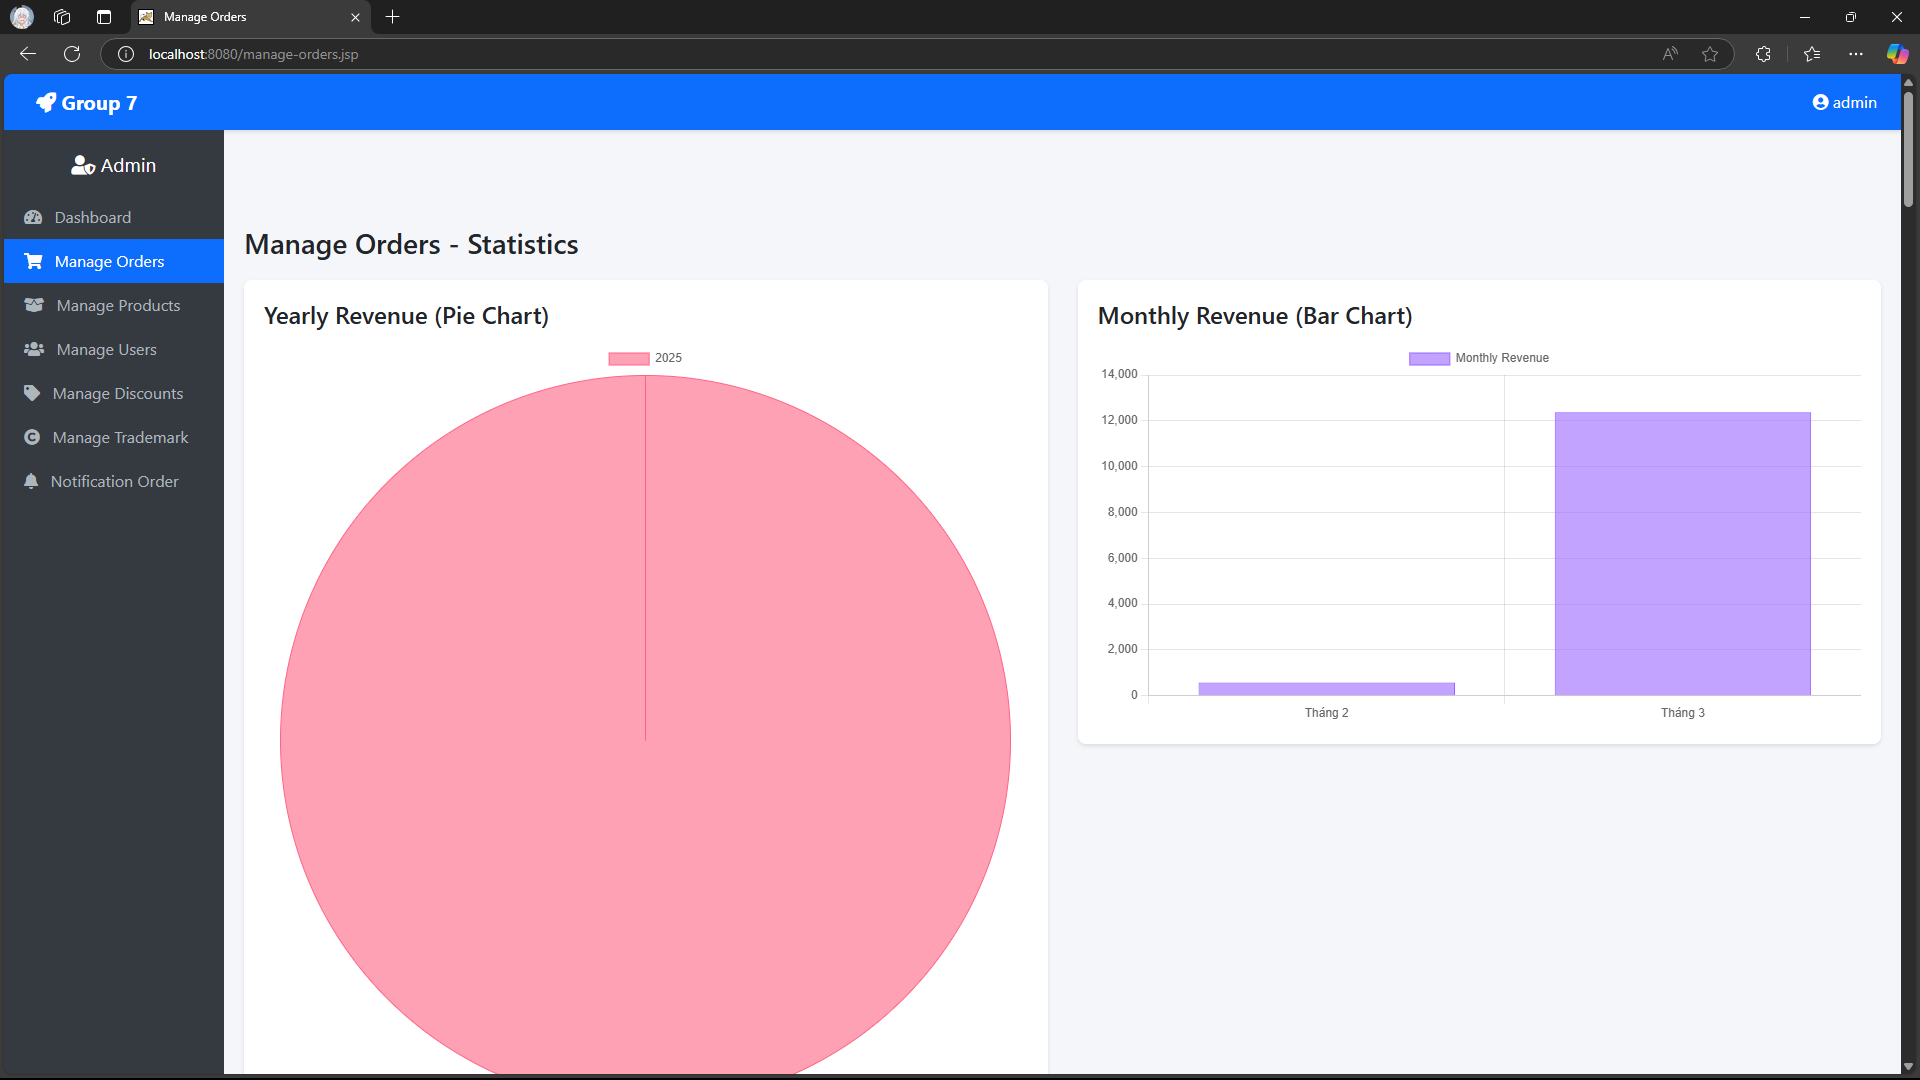 Manage Orders
localhost:8080/manage-orders.jsp
Group 7
admin
Admin
Dashboard
Manage Orders
Manage Products
Manage Users
Manage Discounts
Manage Trademark
Notification Order
Manage Orders - Statistics
Yearly Revenue (Pie Chart)
2025
Monthly Revenue (Bar Chart)
Monthly Revenue
14,000
12,000
10,000
8,000
6,000
4,000
2,000
0
Tháng 2
Tháng 3